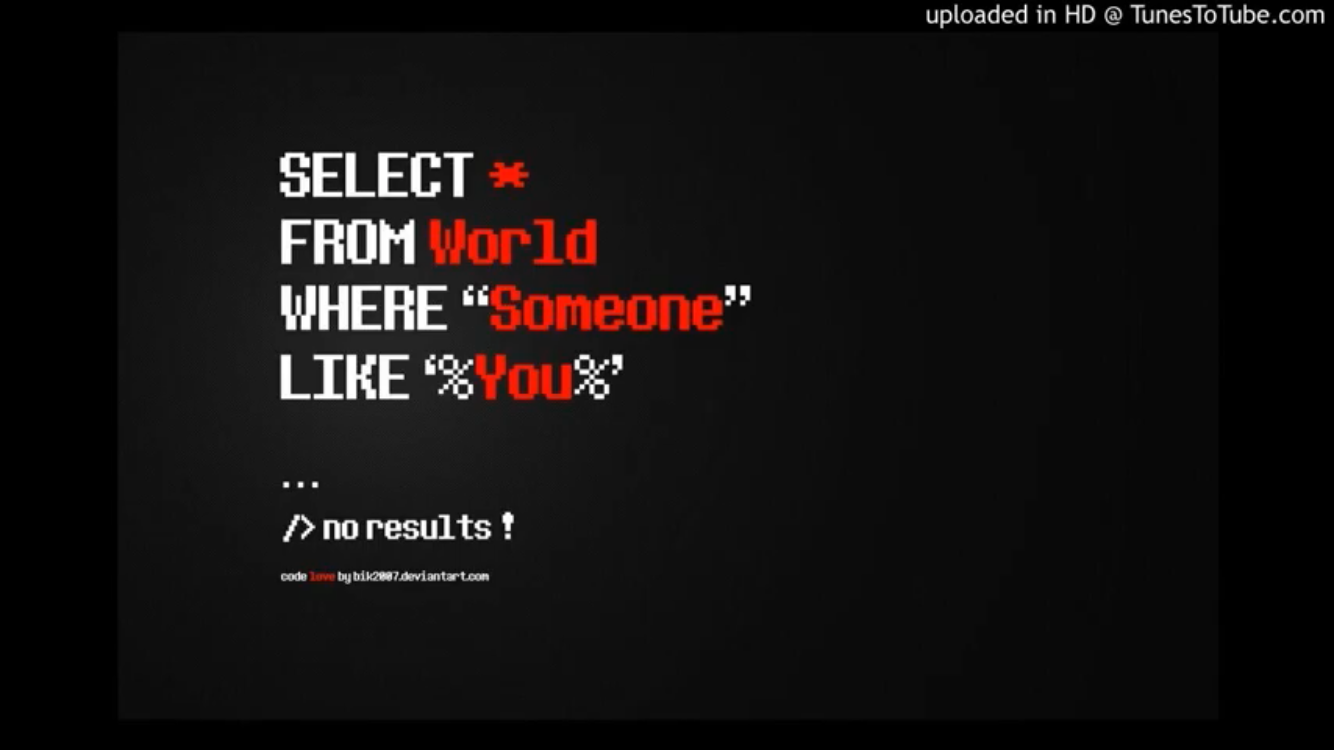 uploaded in HD @ TunesToTube.com
SELECT *
FROM World
WHERE “Someone”
LIKE ‘%You%’
...
/> no results !
code love by bik2007.deviantart.com